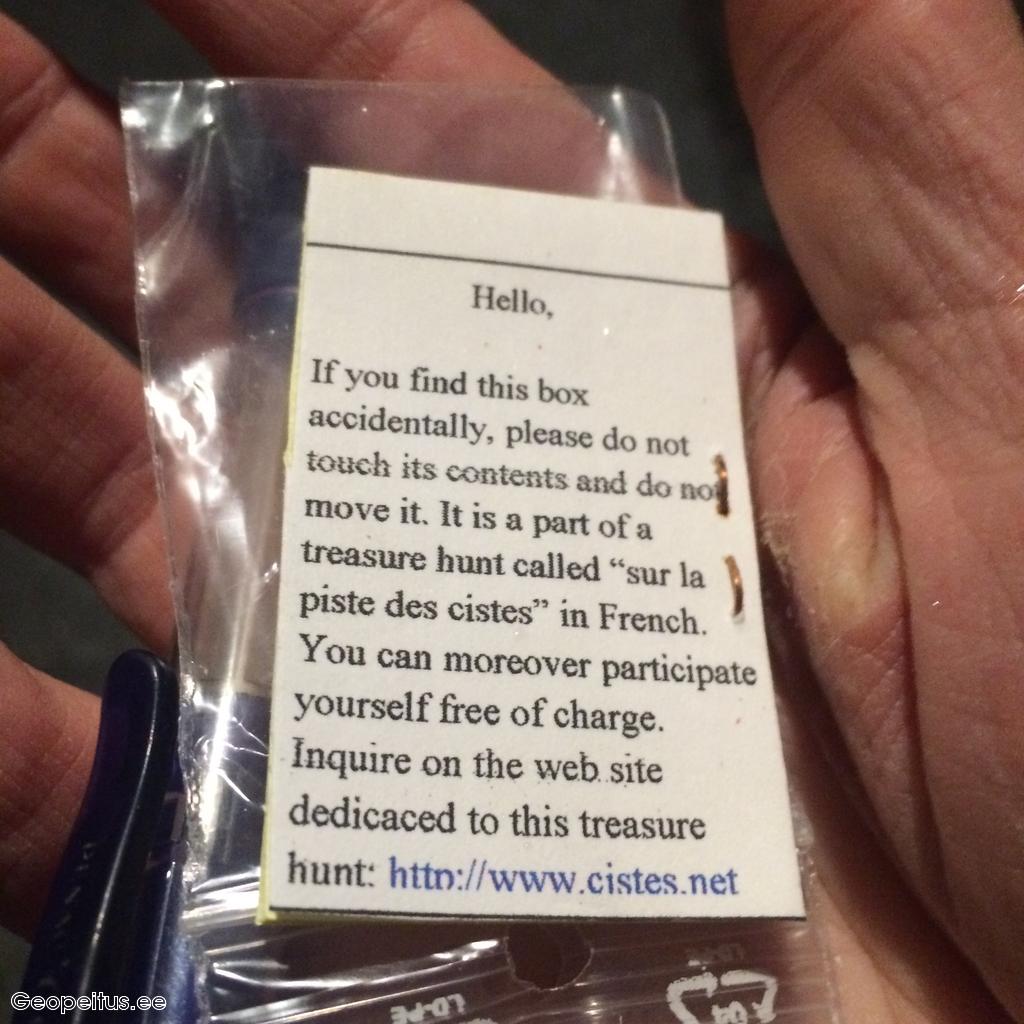 Hello,
If you find this box
accidentally, please do not
touch its contents and do not
move it. It is a part of a
treasure hunt called “sur la
piste des cistes” in French.
You can moreover participate
yourself free of charge.
Inquire on the web site
dedicaced to this treasure
hunt: http://www.cistes.net
LD-PE
LD-PE
04
Geopeitus.ee